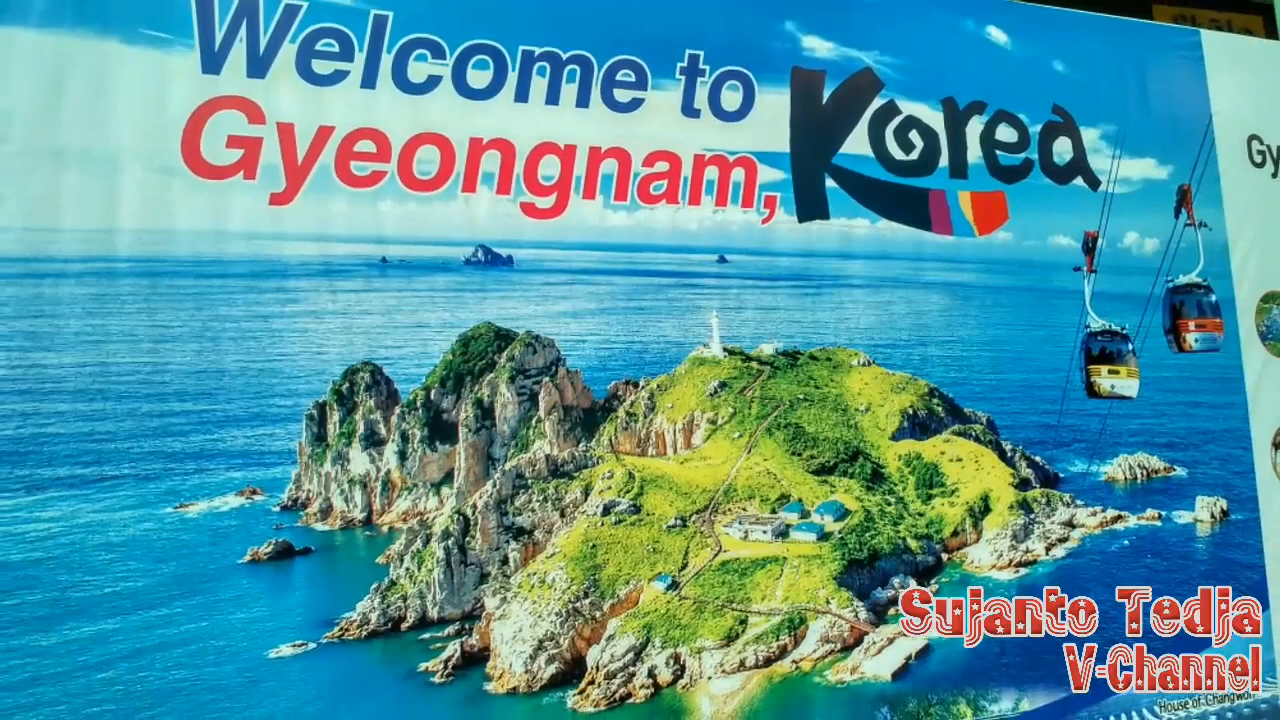 Welcome to
Gyeongnam, Korea
Gy
Sujanto Tedja
V-Channel
House of Changwon